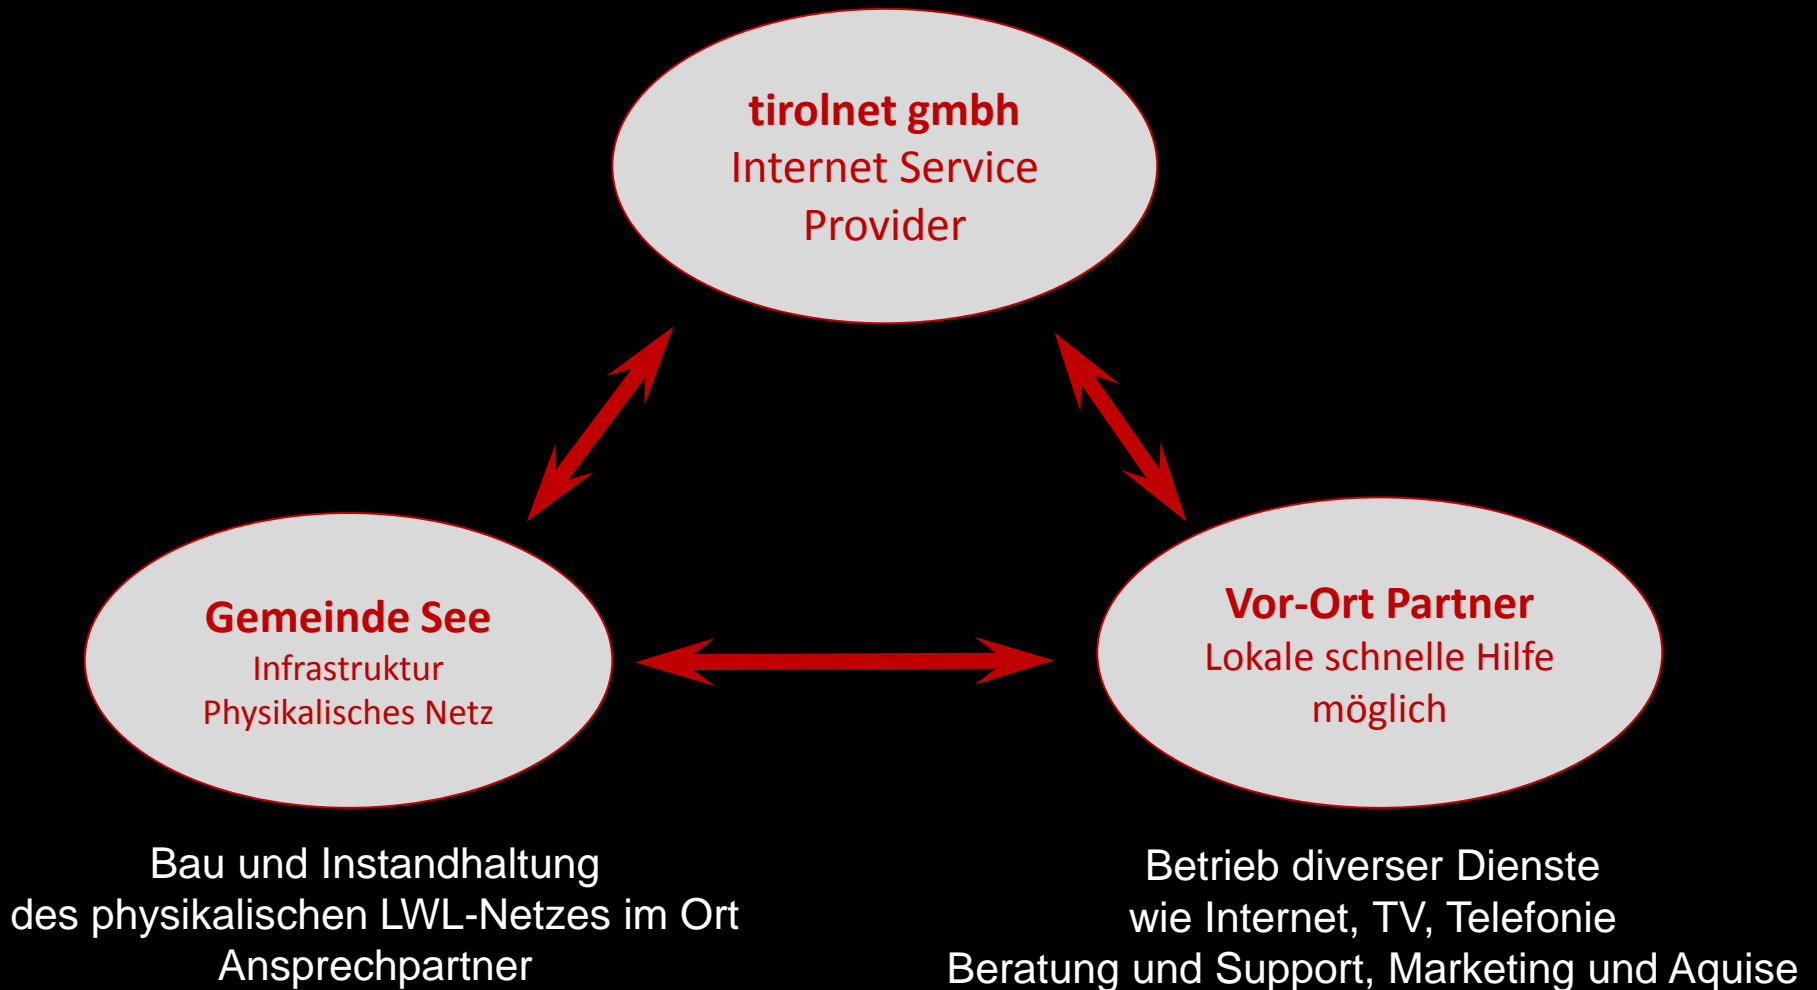 tirolnet gmbh
Internet Service
Provider
Gemeinde See
Infrastruktur
Physikalisches Netz
Vor-Ort Partner
Lokale schnelle Hilfe
möglich
Bau und Instandhaltung
des physikalischen LWL-Netzes im Ort
Ansprechpartner
Betrieb diverser Dienste
wie Internet, TV, Telefonie
Beratung und Support, Marketing und Aquise